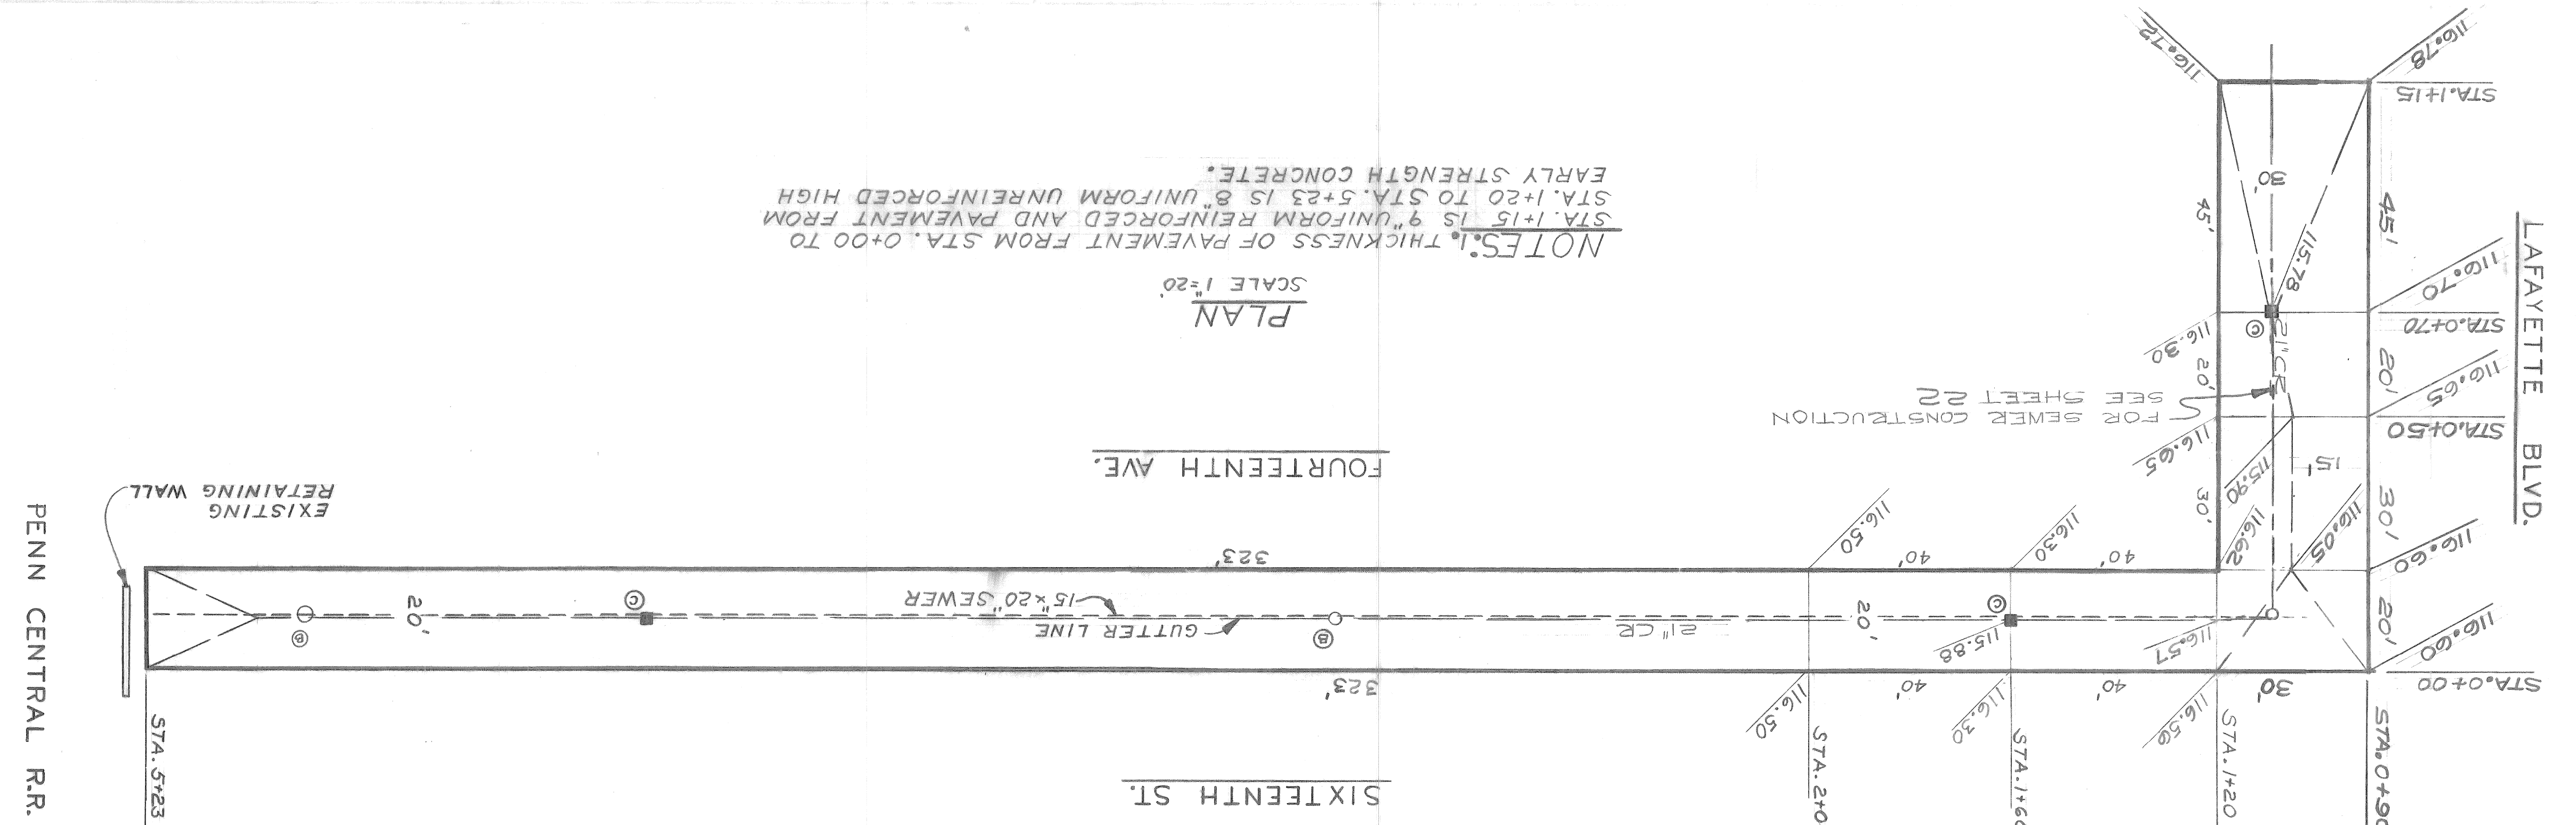 SIXTEENTH ST.
FOURTEENTH AVE.
LAFAYETTE BLVD.
PENN CENTRAL R.R.
PLAN
SCALE 1"=20'
NOTES: 1. THICKNESS OF PAVEMENT FROM STA. 0+00 TO
STA. 1+15 IS 9" UNIFORM REINFORCED AND PAVEMENT FROM
STA. 1+20 TO STA. 5+23 IS 8" UNIFORM UNREINFORCED HIGH
EARLY STRENGTH CONCRETE.
FOR SEWER CONSTRUCTION
SEE SHEET 22
EXISTING
RETAINING WALL
GUTTER LINE
15"x20" SEWER
21" CR
21" CR
STA. 0+00
STA. 0+50
STA. 0+70
STA. 1+15
STA. 0+90
STA. 1+20
STA. 1+60
STA. 2+0
STA. 5+23
116.60
116.60
116.65
116.70
116.78
116.72
116.30
116.65
115.78
115.90
116.05
116.62
116.57
116.56
116.30
116.30
115.88
116.50
116.50
30'
20'
30'
20'
45'
45'
20'
30'
30'
15'
40'
40'
40'
40'
323'
323'
20'
20'
C
C
C
B
B